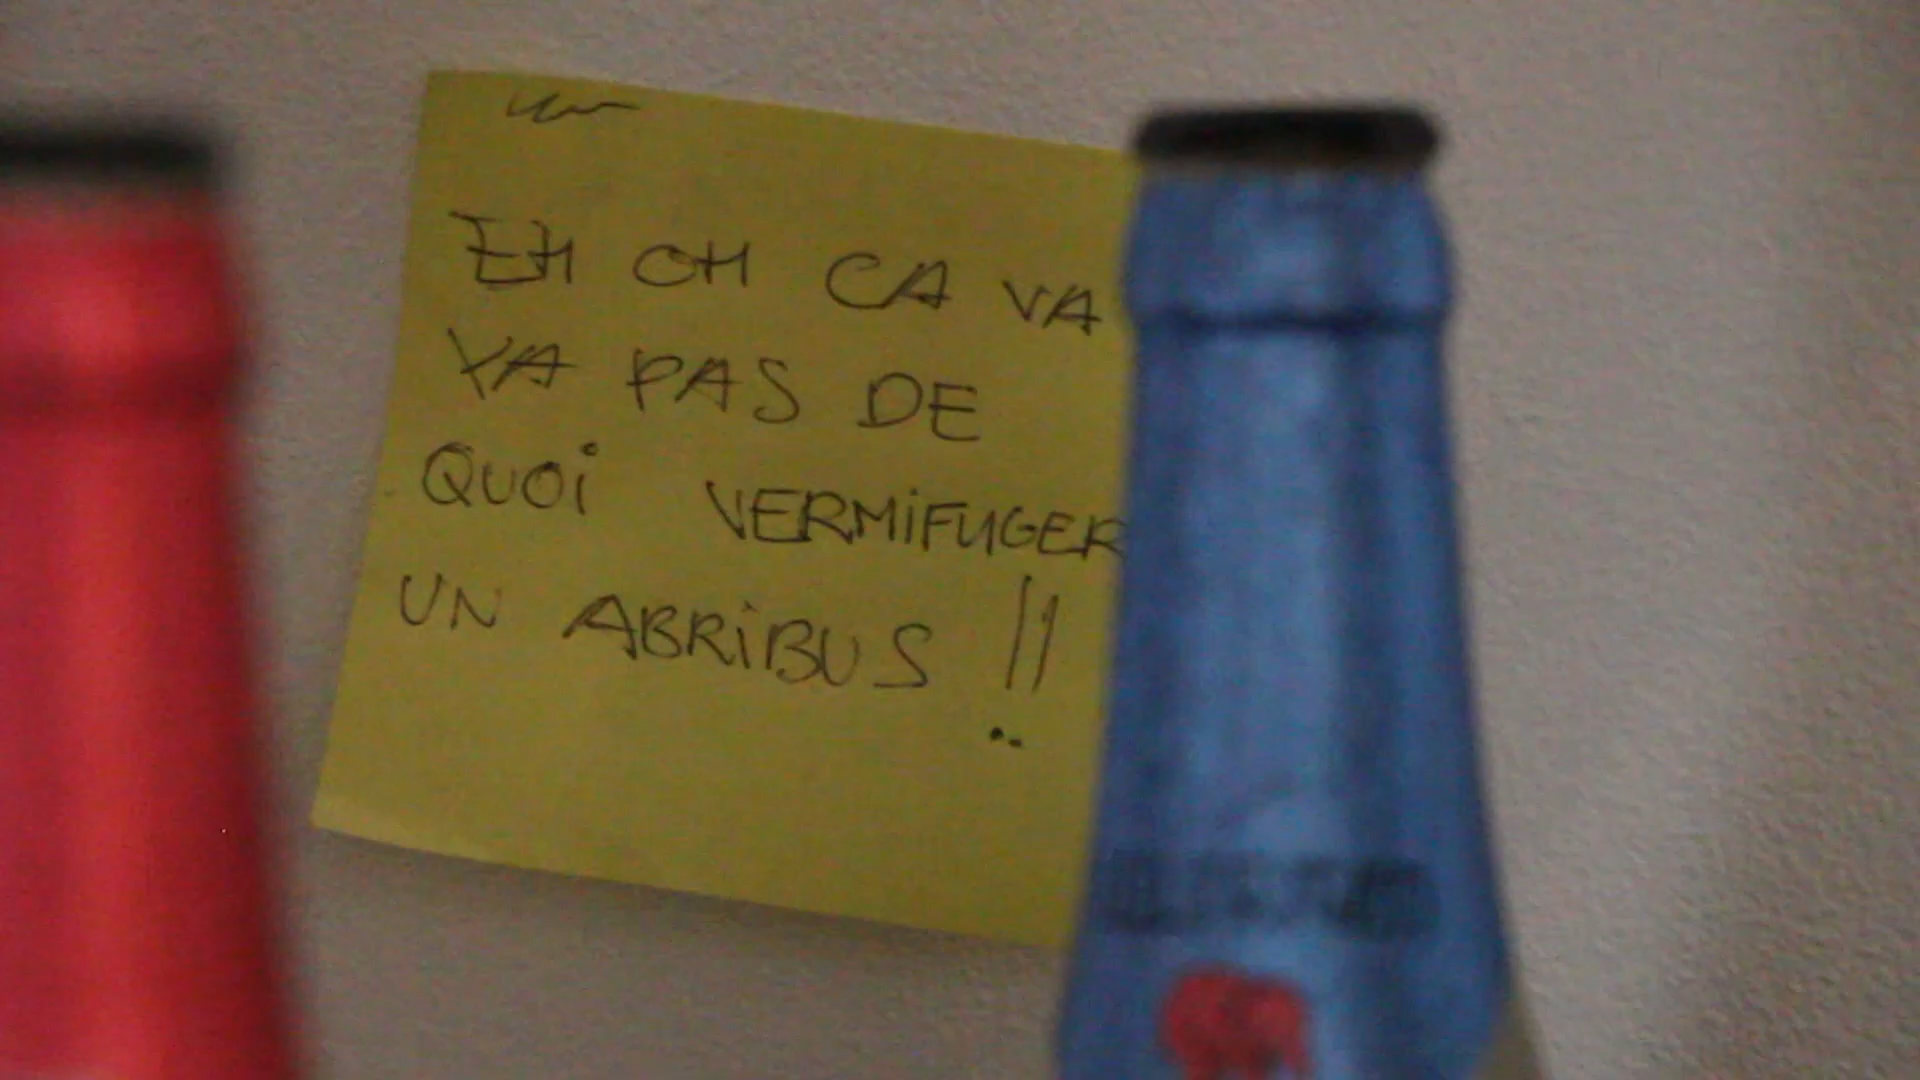 EH OH CA VA
YA PAS DE
QUOi VERMiFUGER
UN ABRiBUS !!